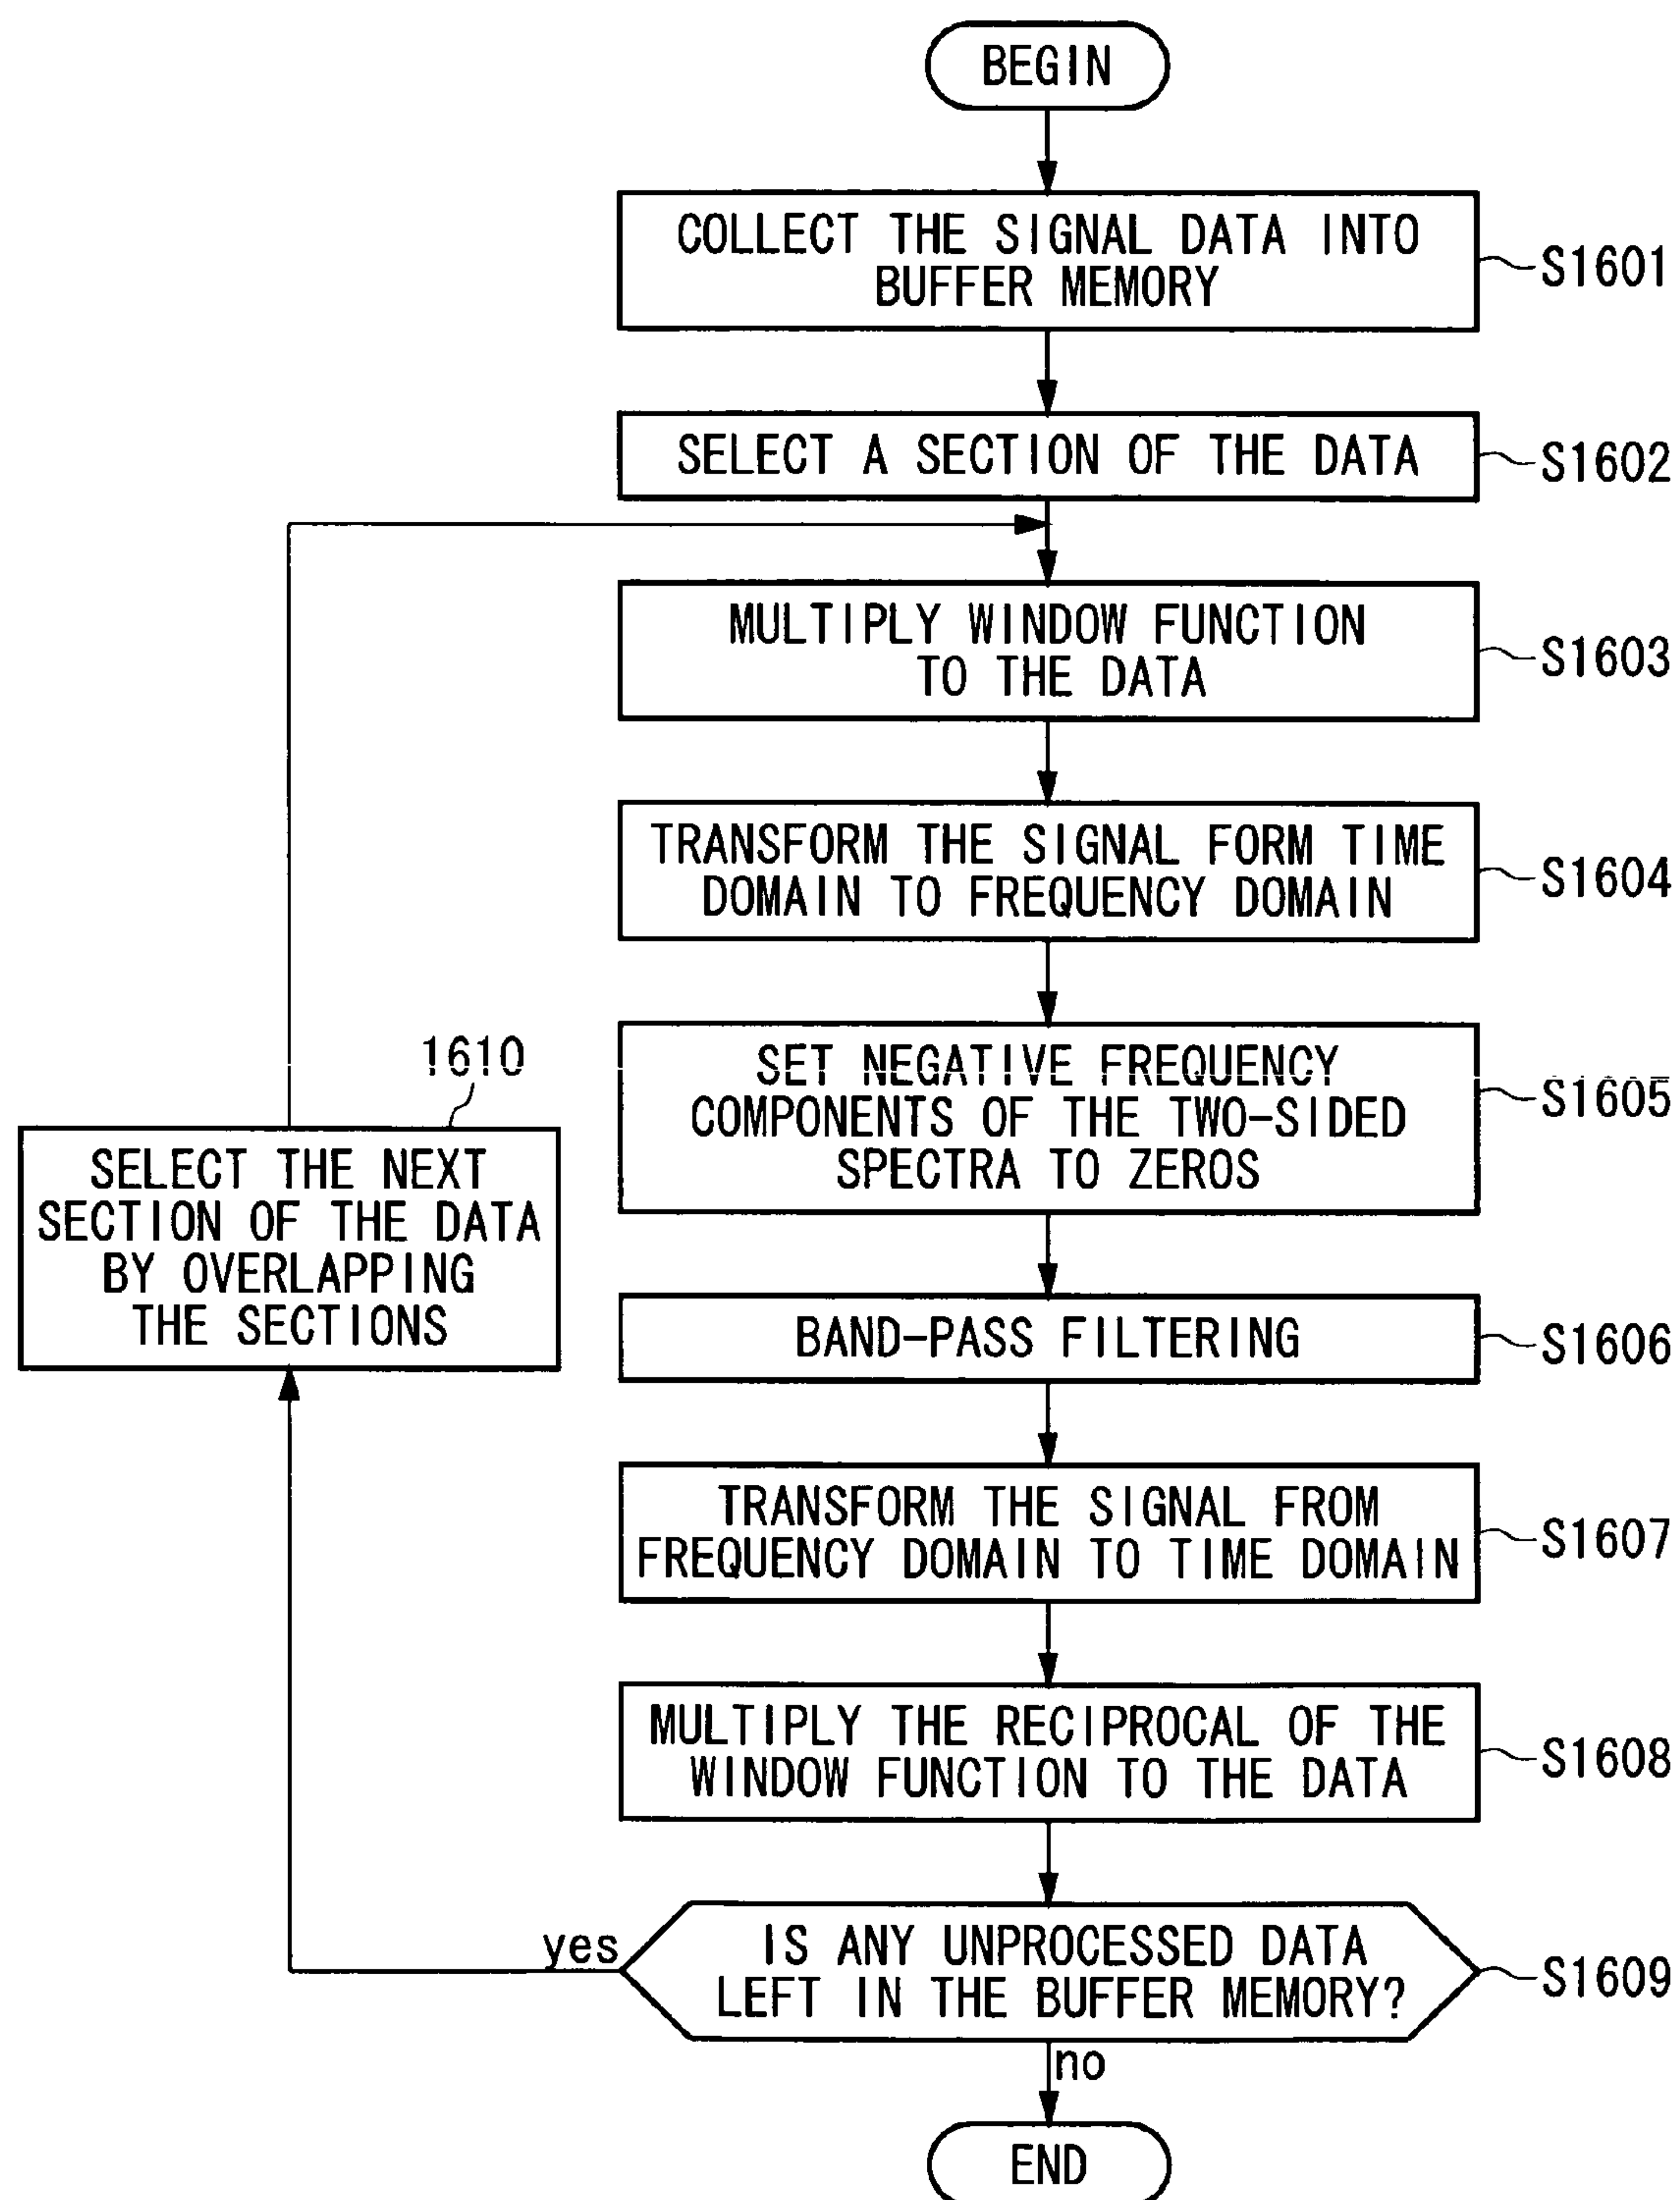 BEGIN
COLLECT THE SIGNAL DATA INTO
BUFFER MEMORY
S1601
SELECT A SECTION OF THE DATA
S1602
MULTIPLY WINDOW FUNCTION
TO THE DATA
S1603
TRANSFORM THE SIGNAL FORM TIME
DOMAIN TO FREQUENCY DOMAIN
S1604
SET NEGATIVE FREQUENCY
COMPONENTS OF THE TWO-SIDED
SPECTRA TO ZEROS
S1605
1610
SELECT THE NEXT
SECTION OF THE DATA
BY OVERLAPPING
THE SECTIONS
BAND-PASS FILTERING
S1606
TRANSFORM THE SIGNAL FROM
FREQUENCY DOMAIN TO TIME DOMAIN
S1607
MULTIPLY THE RECIPROCAL OF THE
WINDOW FUNCTION TO THE DATA
S1608
yes
IS ANY UNPROCESSED DATA
LEFT IN THE BUFFER MEMORY?
S1609
no
END